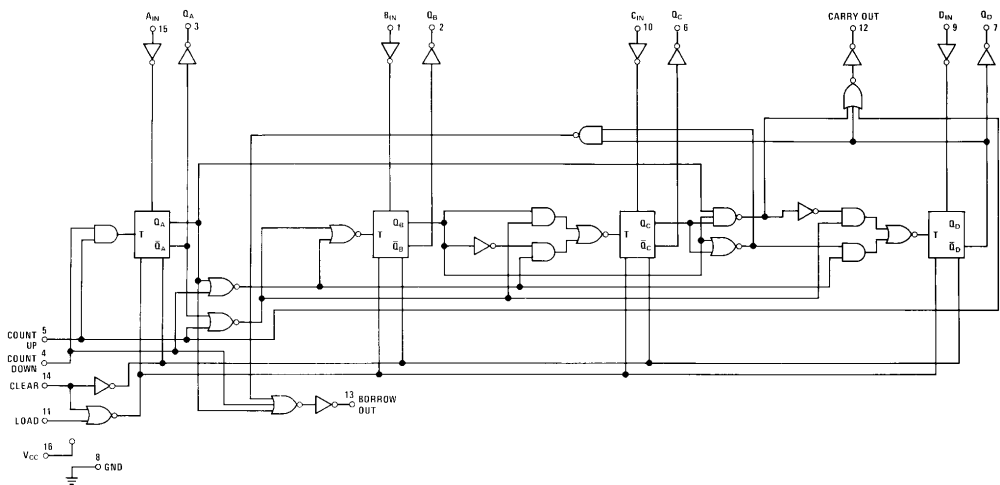 A_IN Q_A B_IN Q_B C_IN Q_C CARRY OUT D_IN Q_D
15 3 1 2 10 6 12 9 7
Q_A Q_B Q_C Q_D
T T T T
Q̅_A Q̅_B Q̅_C Q̅_D
COUNT UP 5
COUNT DOWN 4
CLEAR 14
LOAD 11
13 BORROW OUT
V_CC 16
8 GND